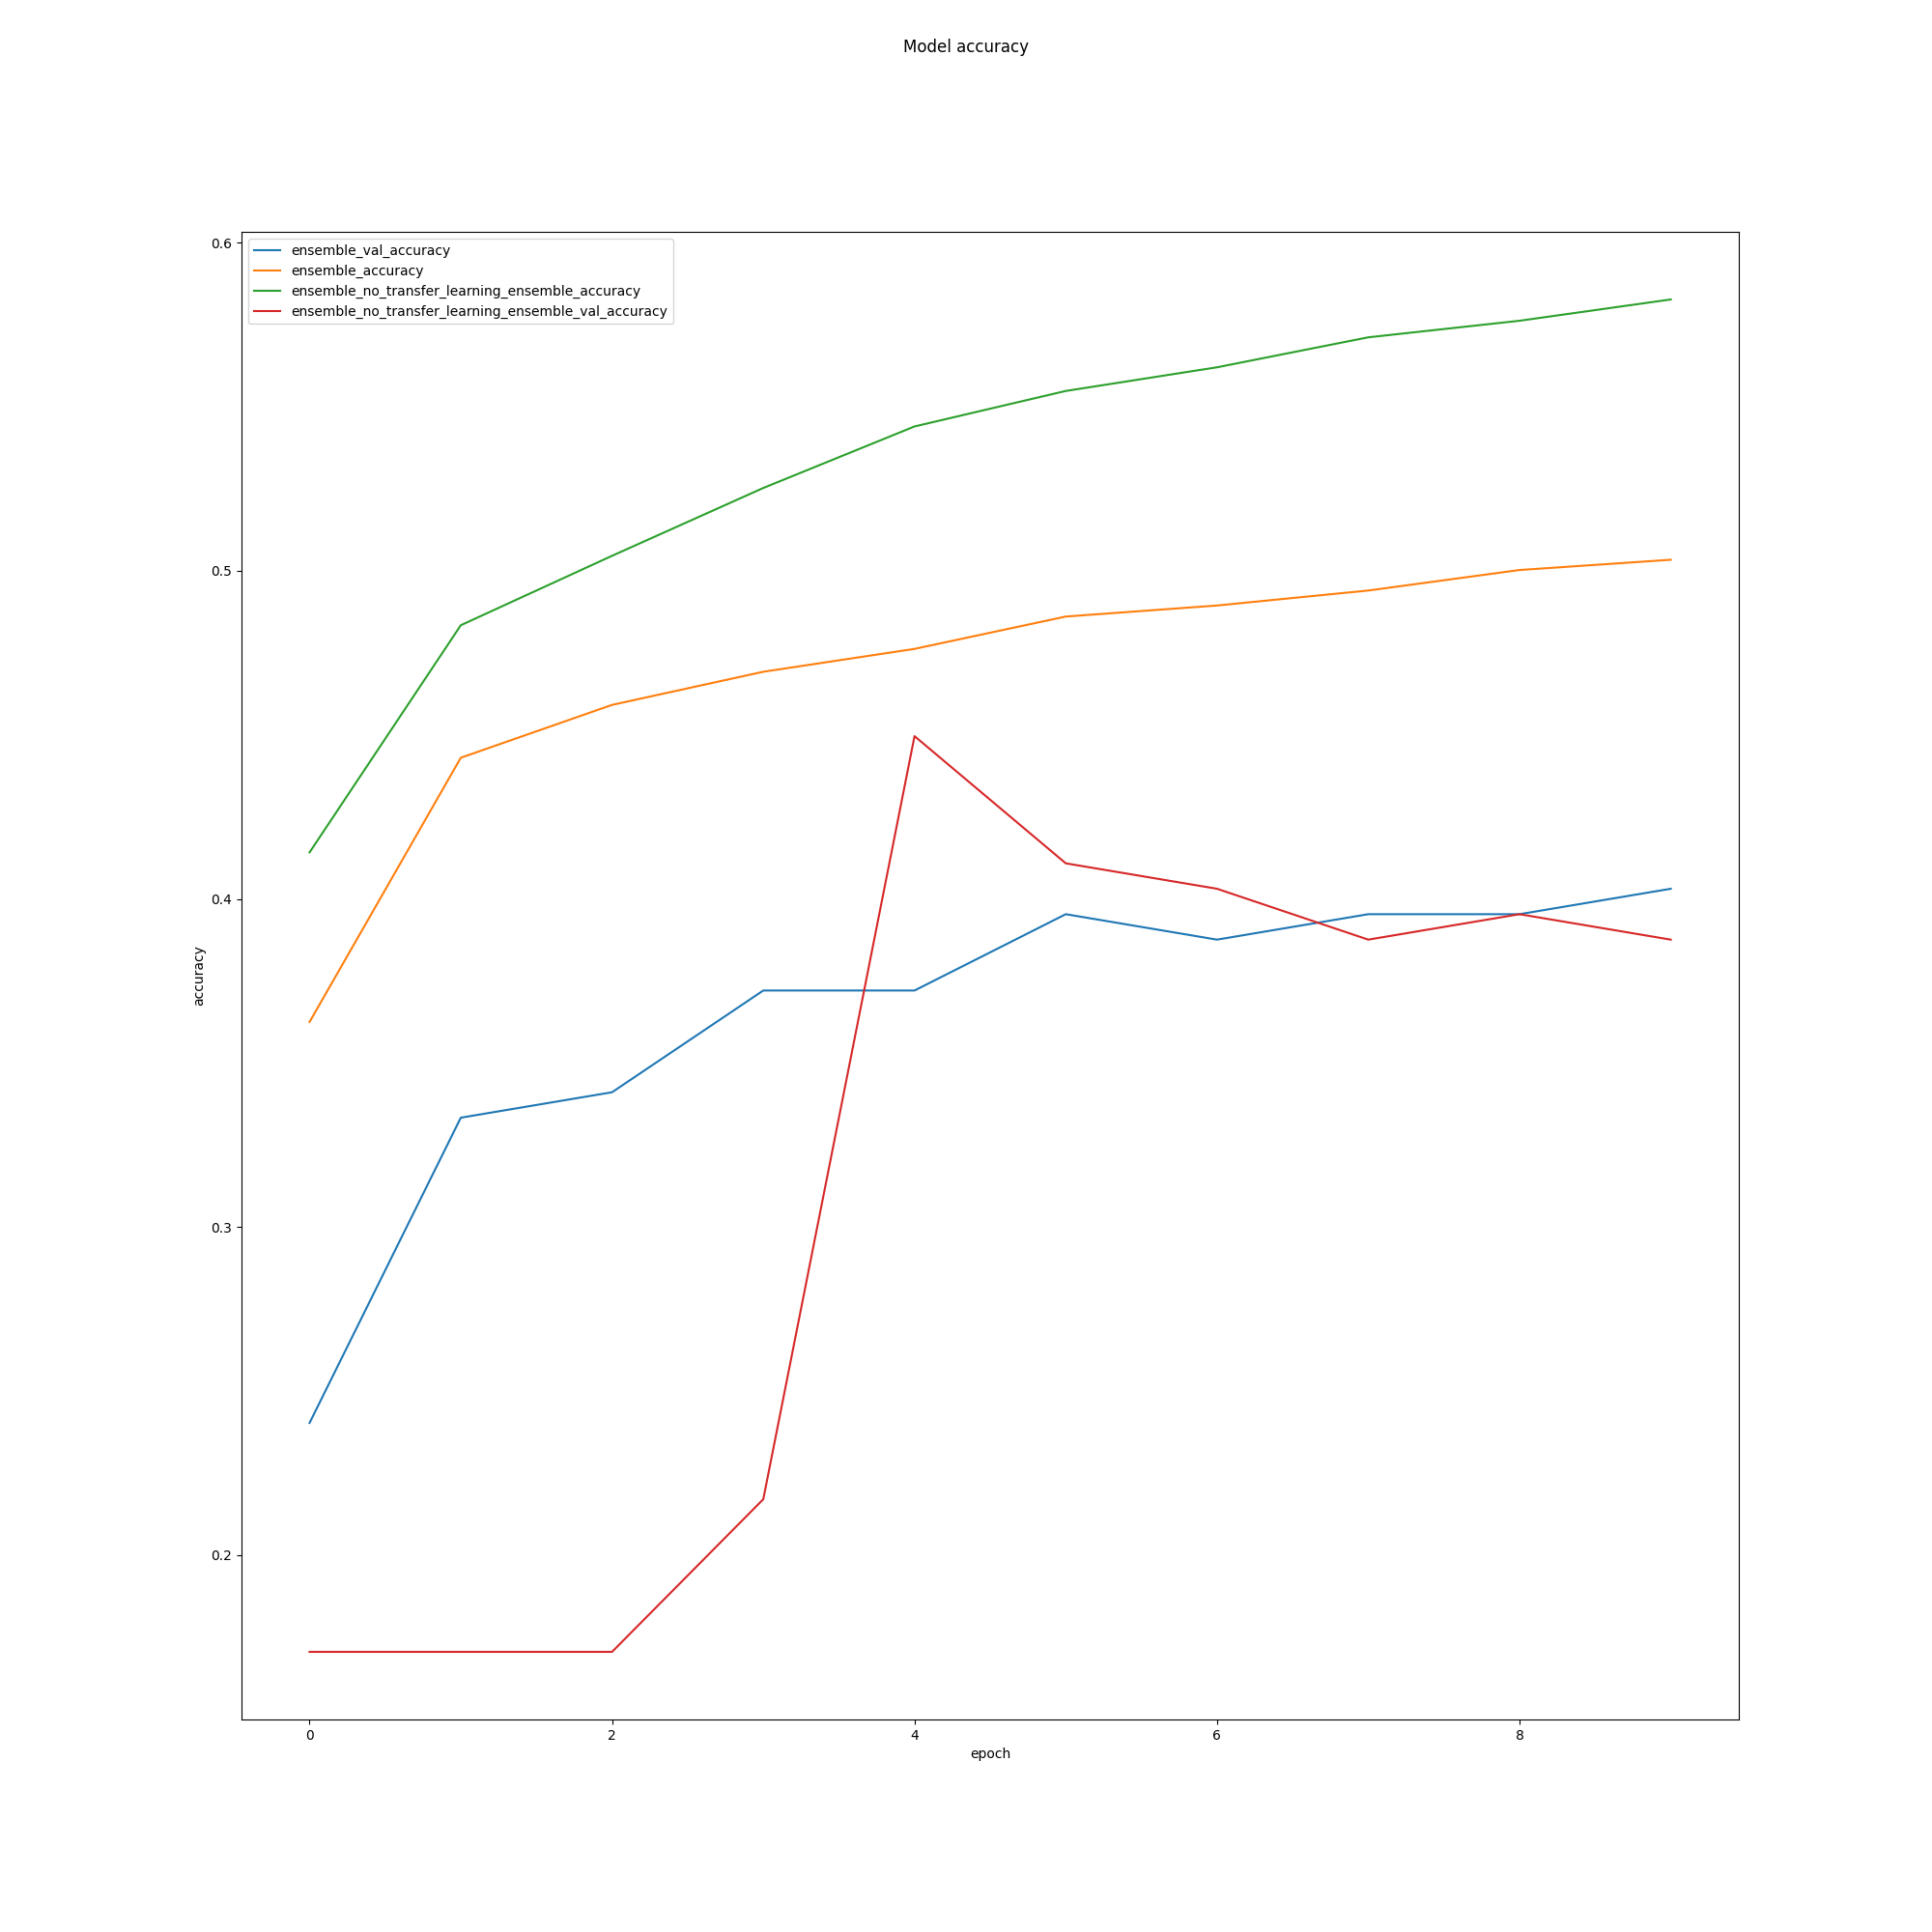 Model accuracy
0.6
ensemble_val_accuracy
ensemble_accuracy
ensemble_no_transfer_learning_ensemble_accuracy
ensemble_no_transfer_learning_ensemble_val_accuracy
0.5
0.4
accuracy
0.3
0.2
0 2 4 6 8
epoch